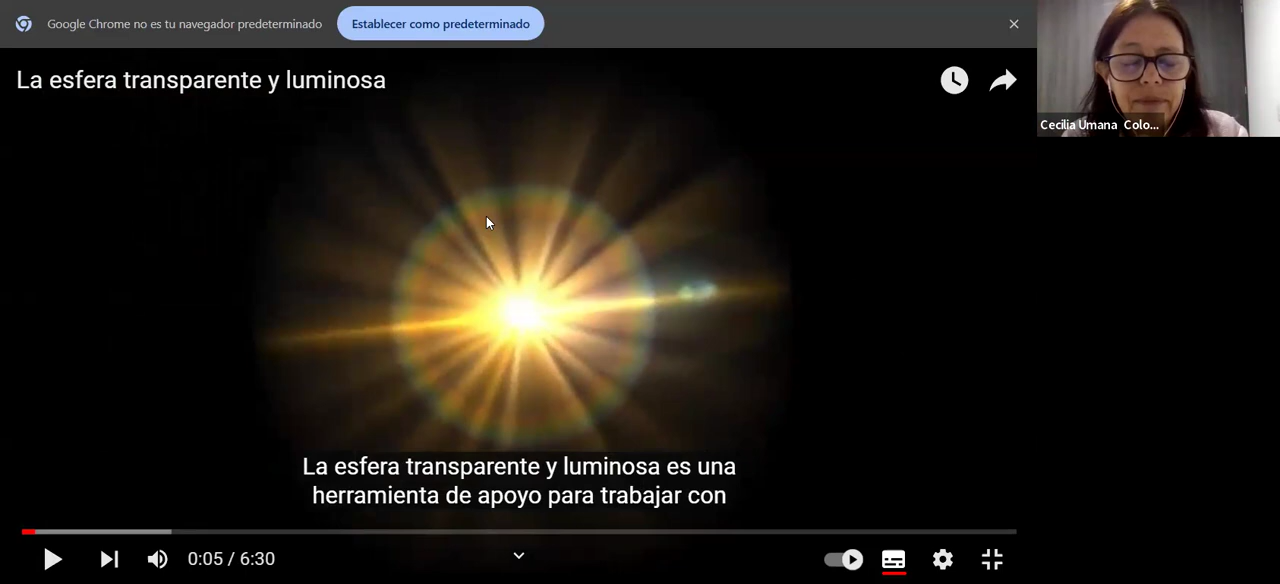 Google Chrome no es tu navegador predeterminado
Establecer como predeterminado
La esfera transparente y luminosa
Cecilia Umana Colo...
La esfera transparente y luminosa es una
herramienta de apoyo para trabajar con
0:05 / 6:30